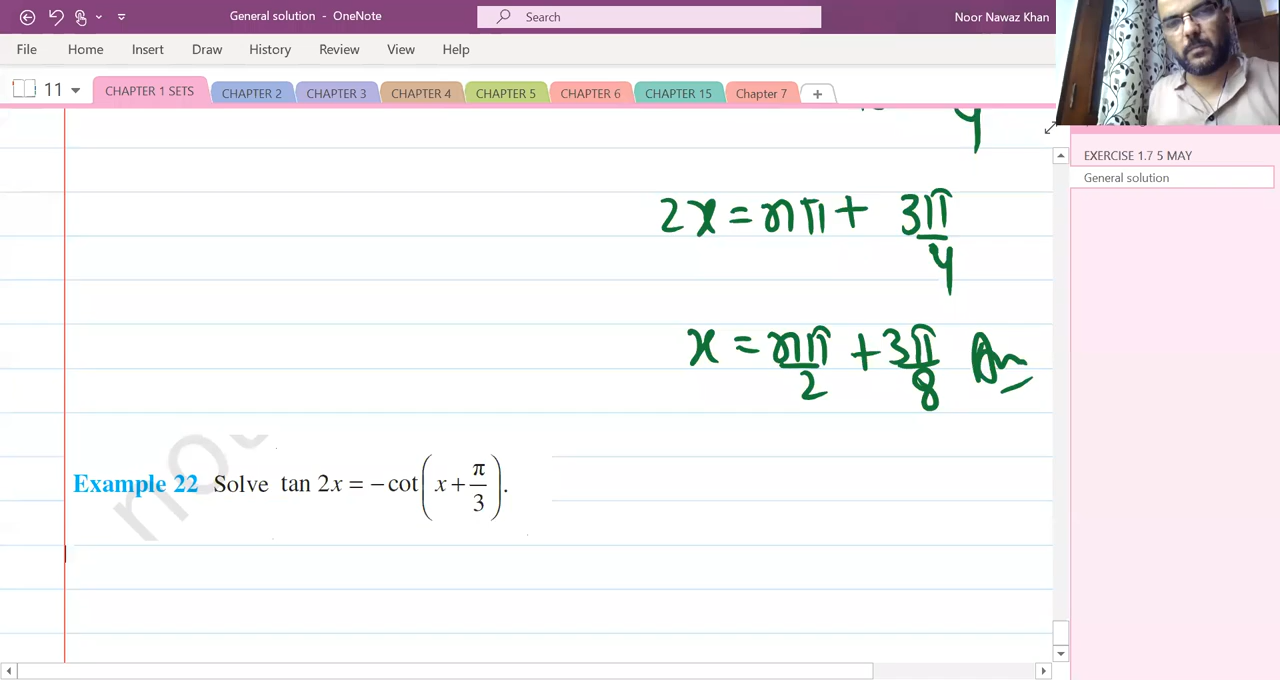 General solution - OneNote
Search
Noor Nawaz Khan
File Home Insert Draw History Review View Help
11
CHAPTER 1 SETS CHAPTER 2 CHAPTER 3 CHAPTER 4 CHAPTER 5 CHAPTER 6 CHAPTER 15 Chapter 7 +
EXERCISE 1.7 5 MAY
General solution
4
2x = nπ + 3π/4
x = nπ/2 + 3π/8 Ans
not
Example 22 Solve tan 2x = −cot(x + π/3).